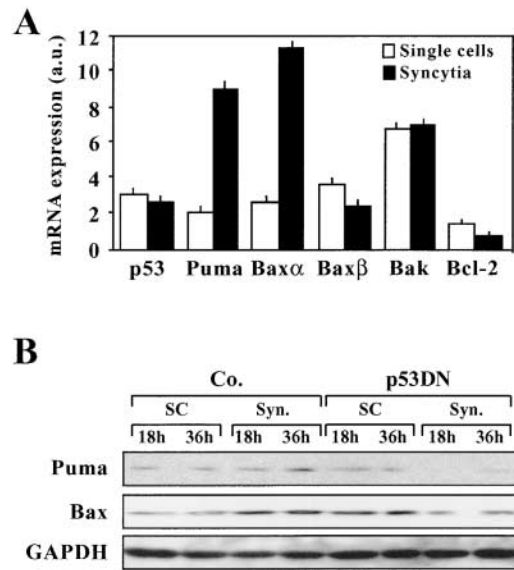 A
mRNA expression (a.u.)
12
10
8
6
4
2
0
Single cells
Syncytia
p53 Puma Baxα Baxβ Bak Bcl-2
B
Co. p53DN
SC Syn. SC Syn.
18h 36h 18h 36h 18h 36h 18h 36h
Puma
Bax
GAPDH